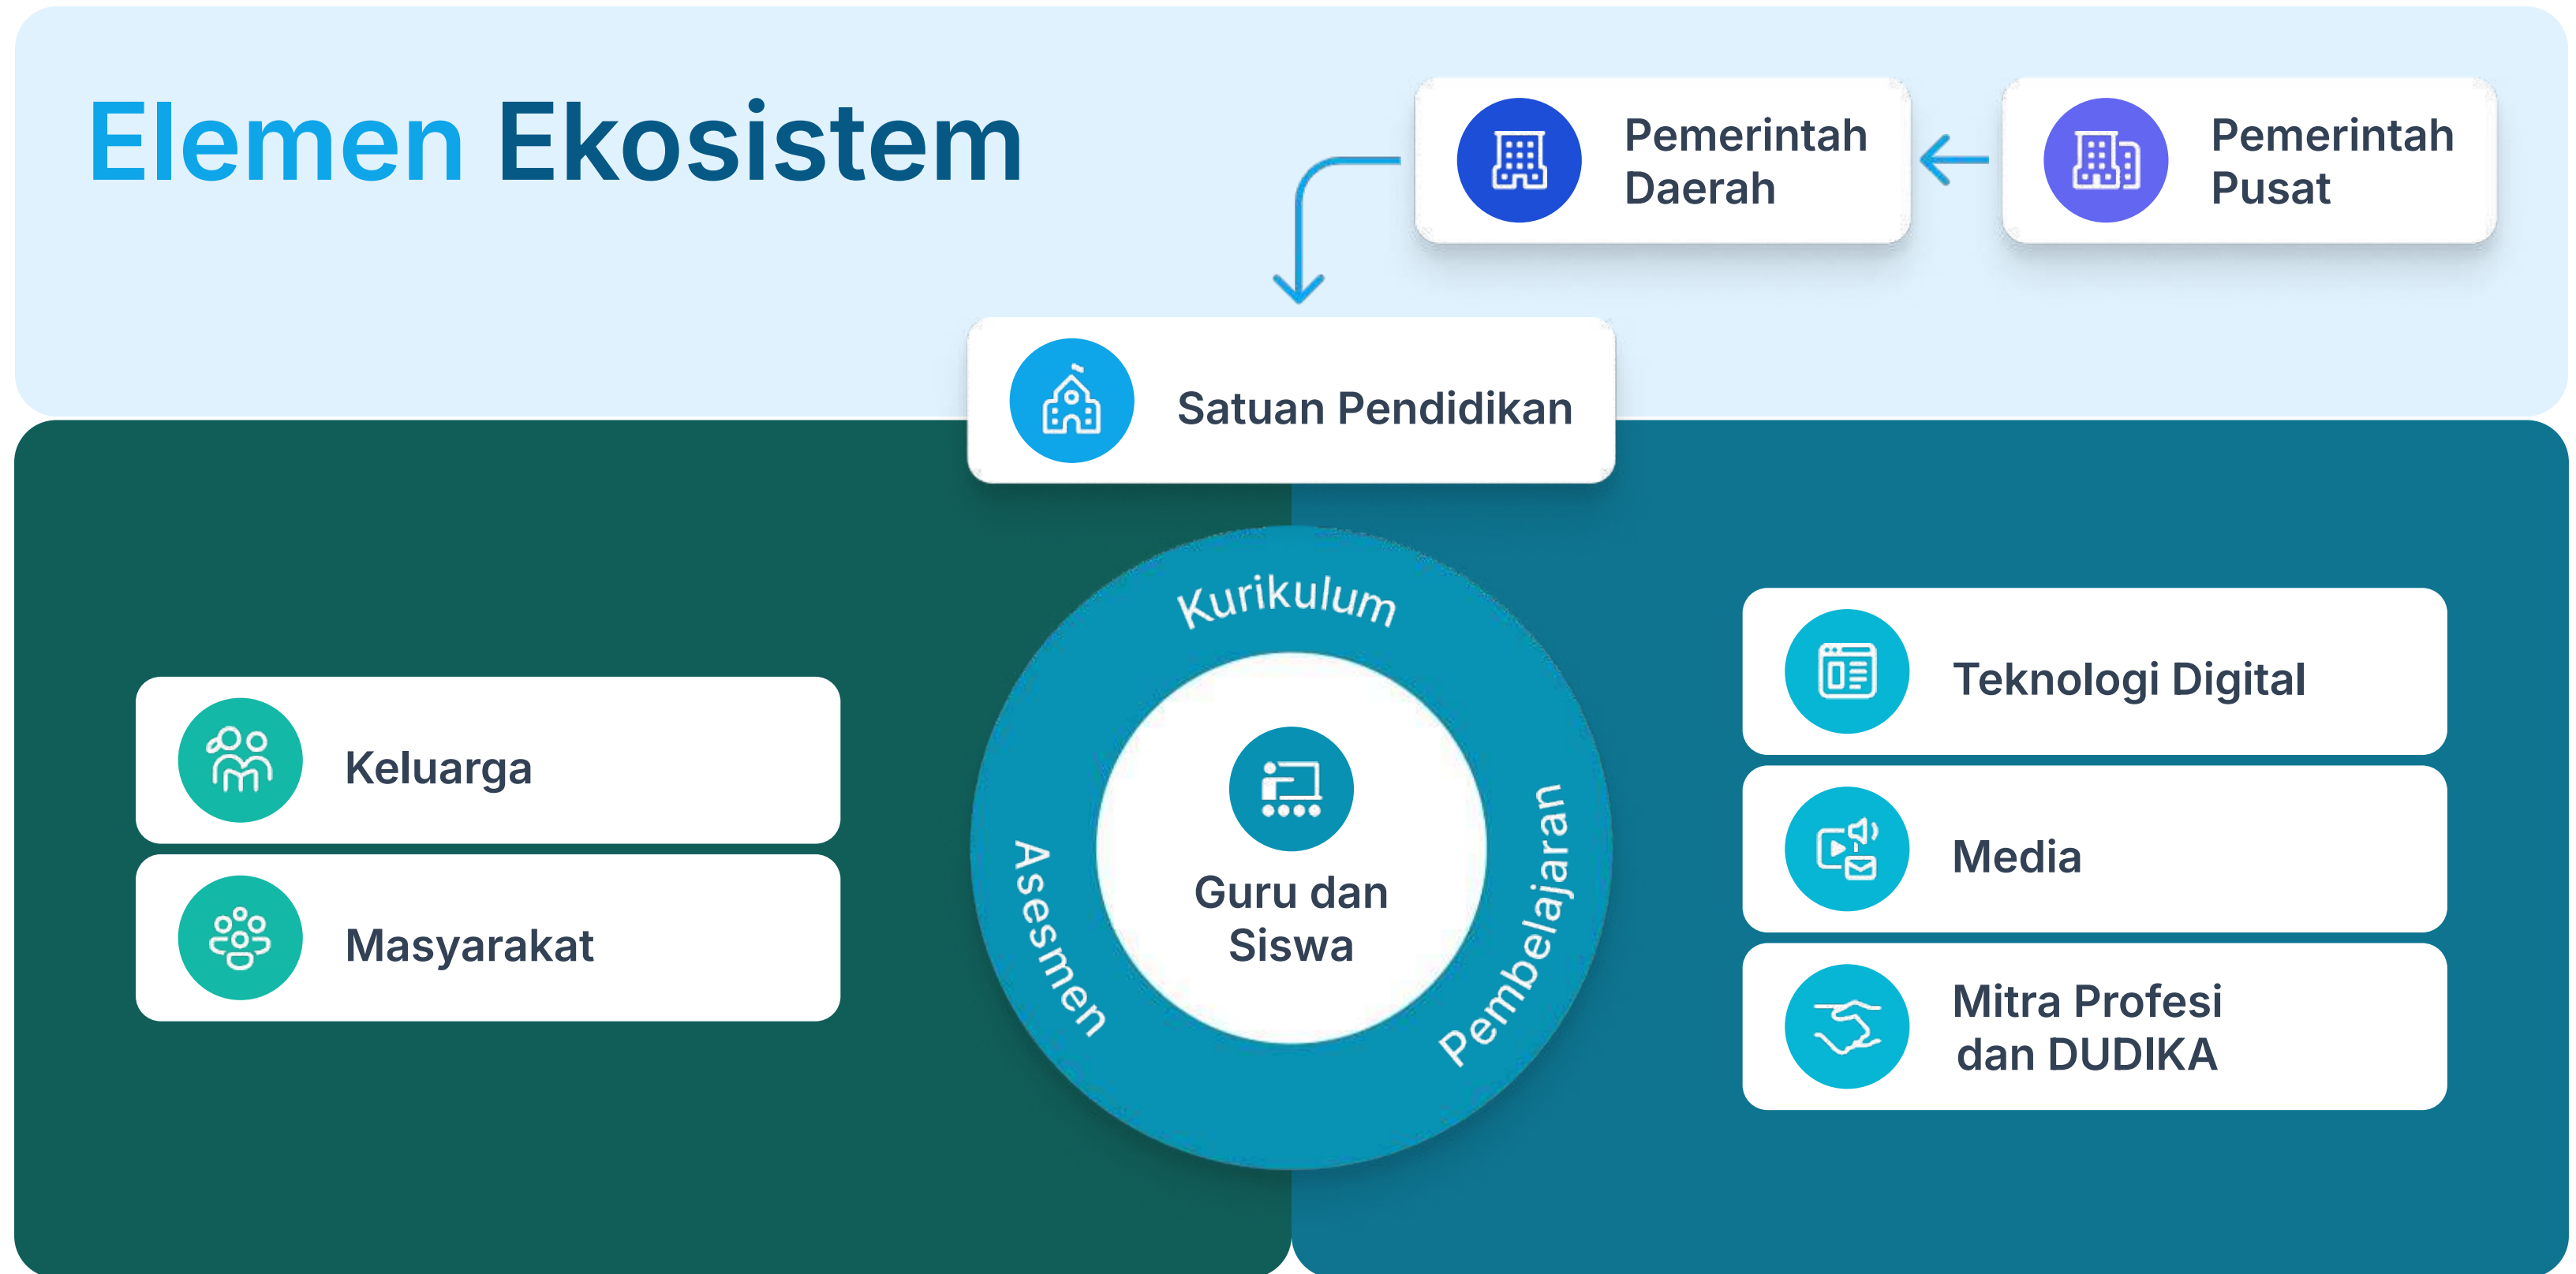 Elemen Ekosistem
Pemerintah
Daerah
Pemerintah
Pusat
Satuan Pendidikan
Keluarga
Masyarakat
Kurikulum
Asesmen
Pembelajaran
Guru dan
Siswa
Teknologi Digital
Media
Mitra Profesi
dan DUDIKA